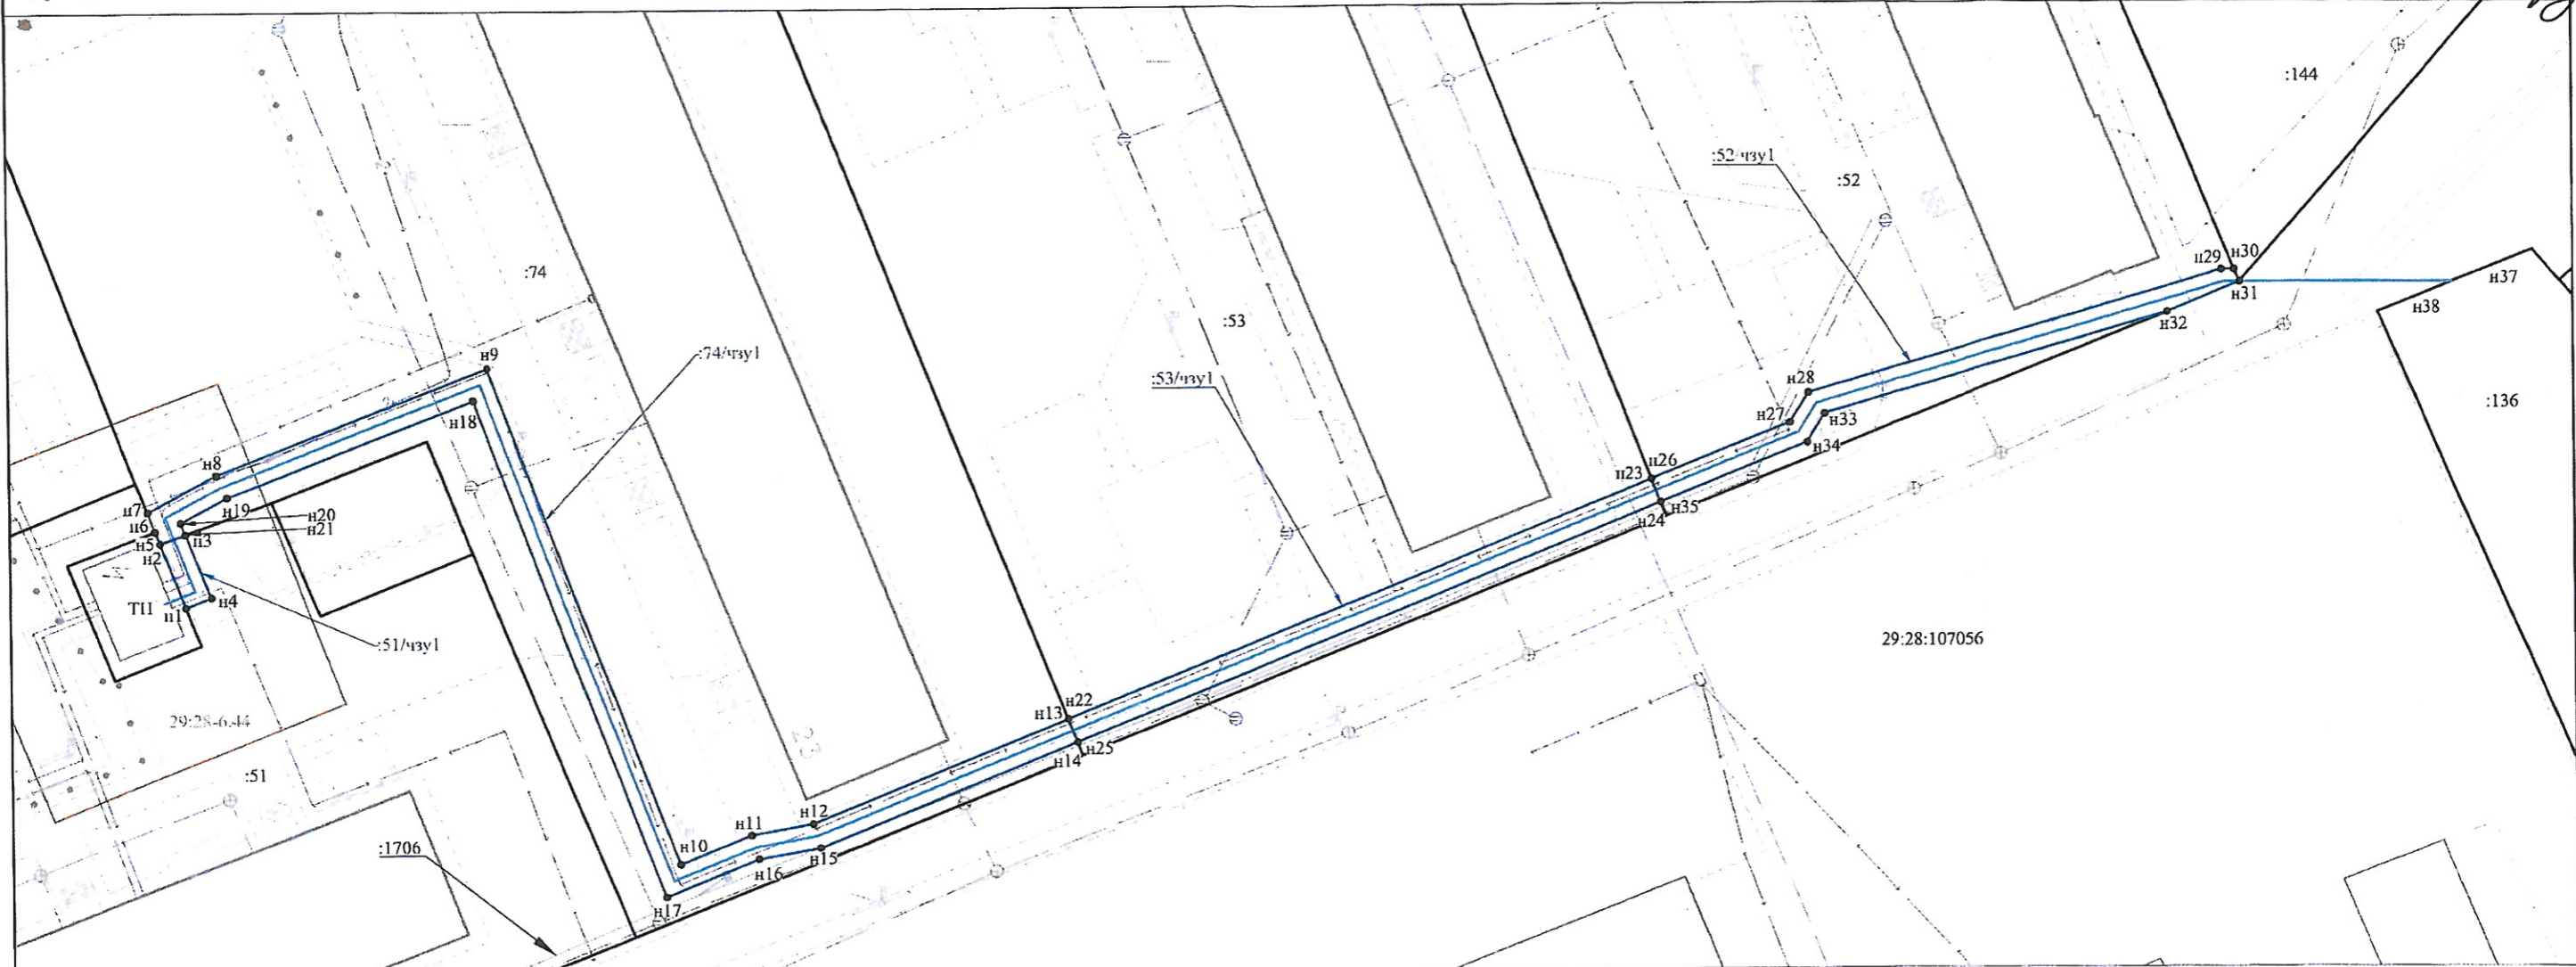 :144
:52/чзу1
:52
н30
н29
н37
:74
н31
н38
н32
:53
:74/чзу1
н9
:53/чзу1
н28
:136
н18
н27
н33
н34
н8
н26
н23
н7
н19
н20
н6
н21
н5
н3
н35
н24
н2
ТП
н4
н1
:51/чзу1
29:28:107056
н22
29:28-6.44
н13
23
н25
н14
:51
н12
н11
:1706
н10
н15
н16
н17